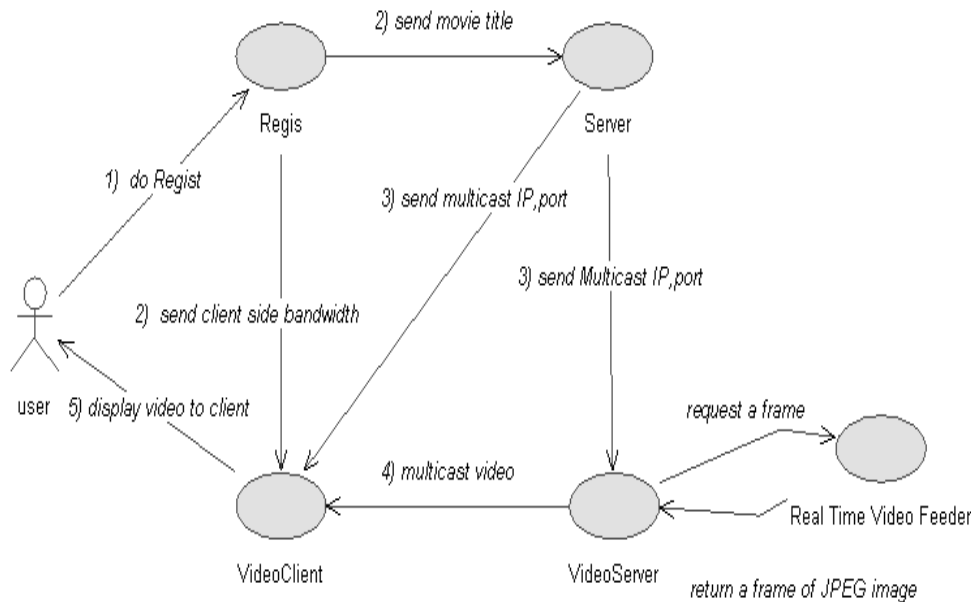 2) send movie title
Regis
Server
1) do Regist
3) send multicast IP,port
3) send Multicast IP,port
2) send client side bandwidth
user
5) display video to client
request a frame
4) multicast video
Real Time Video Feeder
VideoClient
VideoServer
return a frame of JPEG image